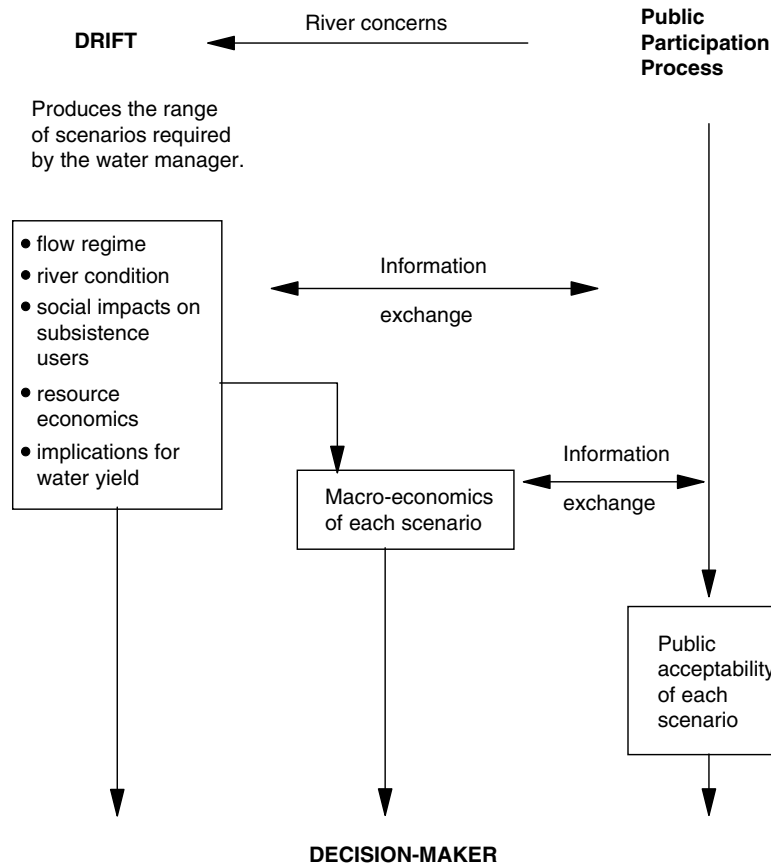 DRIFT
River concerns
Public
Participation
Process
Produces the range
of scenarios required
by the water manager.
• flow regime
• river condition
• social impacts on
subsistence
users
• resource
economics
• implications for
water yield
Information
exchange
Macro-economics
of each scenario
Information
exchange
Public
acceptability
of each
scenario
DECISION-MAKER